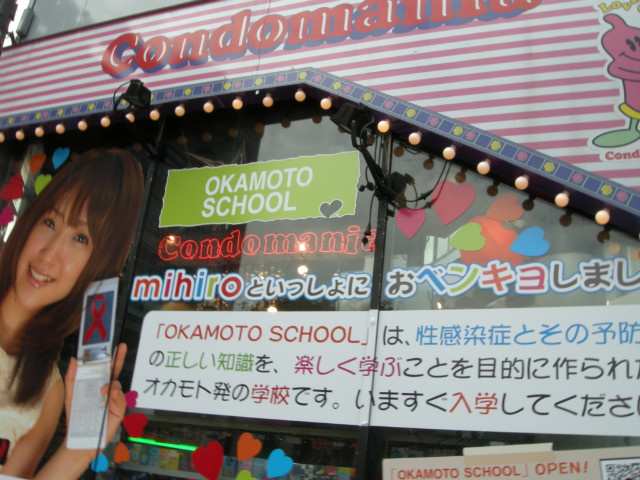 Condomania
OKAMOTO
SCHOOL
Condomania
mihiroといっしょに おベンキョしまし
「OKAMOTO SCHOOL」は、性感染症とその予防
の正しい知識を、楽しく学ぶことを目的に作られた
オカモト発の学校です。いますぐ入学してくださ
「OKAMOTO SCHOOL」OPEN!